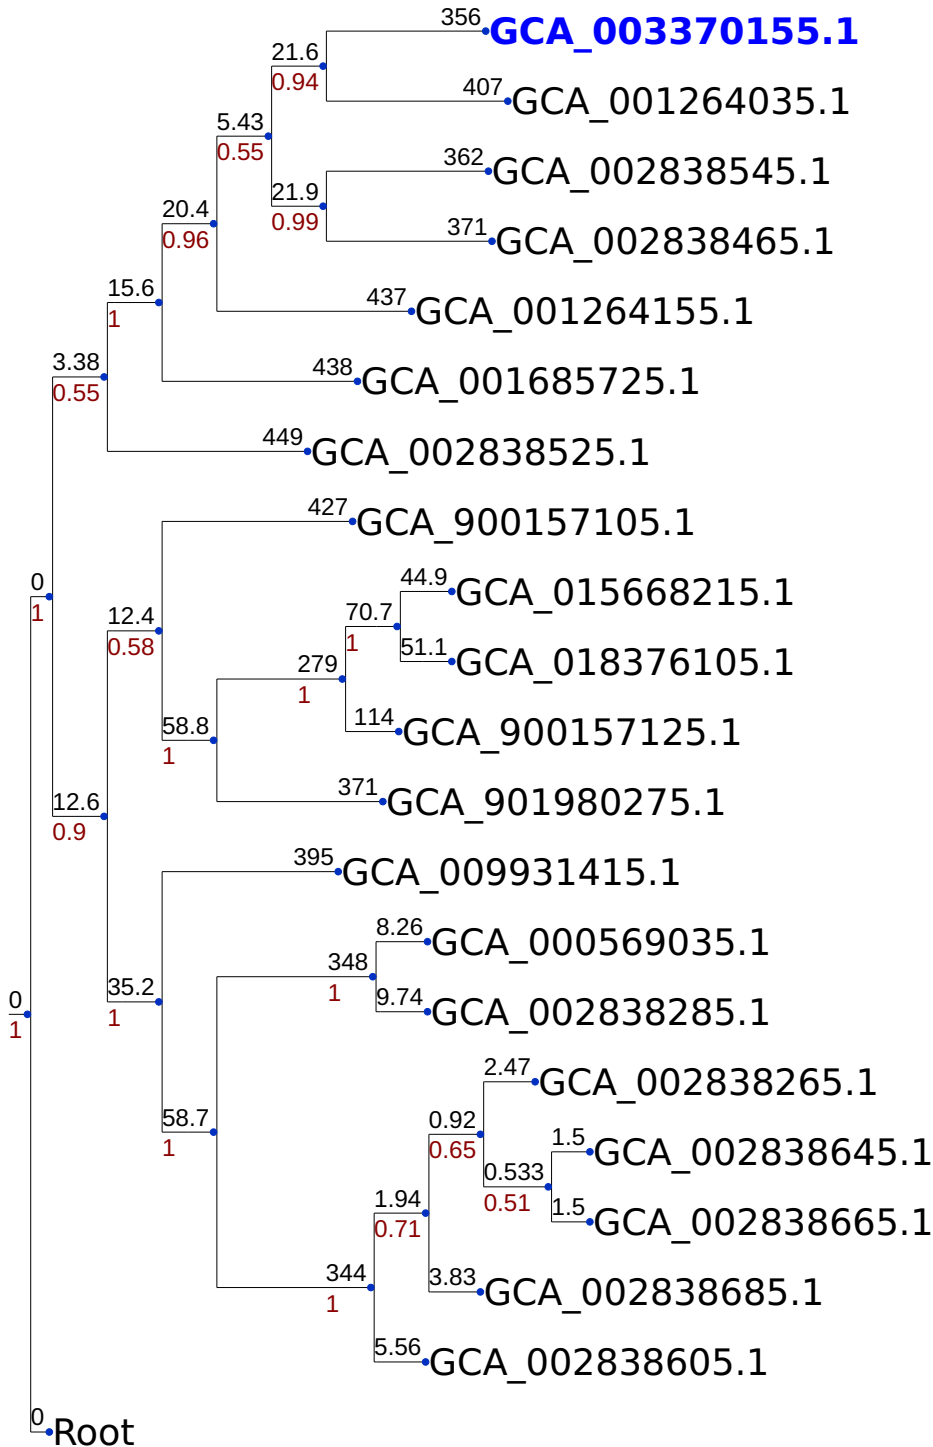 356
GCA_003370155.1
21.6
0.94
407
GCA_001264035.1
5.43
0.55
362
GCA_002838545.1
21.9
0.99
20.4
0.96
371
GCA_002838465.1
15.6
1
437
GCA_001264155.1
3.38
0.55
438
GCA_001685725.1
449
GCA_002838525.1
427
GCA_900157105.1
0
1
44.9
GCA_015668215.1
12.4
0.58
70.7
1
51.1
GCA_018376105.1
279
1
58.8
1
114
GCA_900157125.1
12.6
0.9
371
GCA_901980275.1
395
GCA_009931415.1
8.26
GCA_000569035.1
348
1
35.2
1
9.74
GCA_002838285.1
0
1
2.47
GCA_002838265.1
58.7
1
0.92
0.65
1.5
GCA_002838645.1
0.533
0.51
1.94
0.71
1.5
GCA_002838665.1
344
1
3.83
GCA_002838685.1
5.56
GCA_002838605.1
0
Root